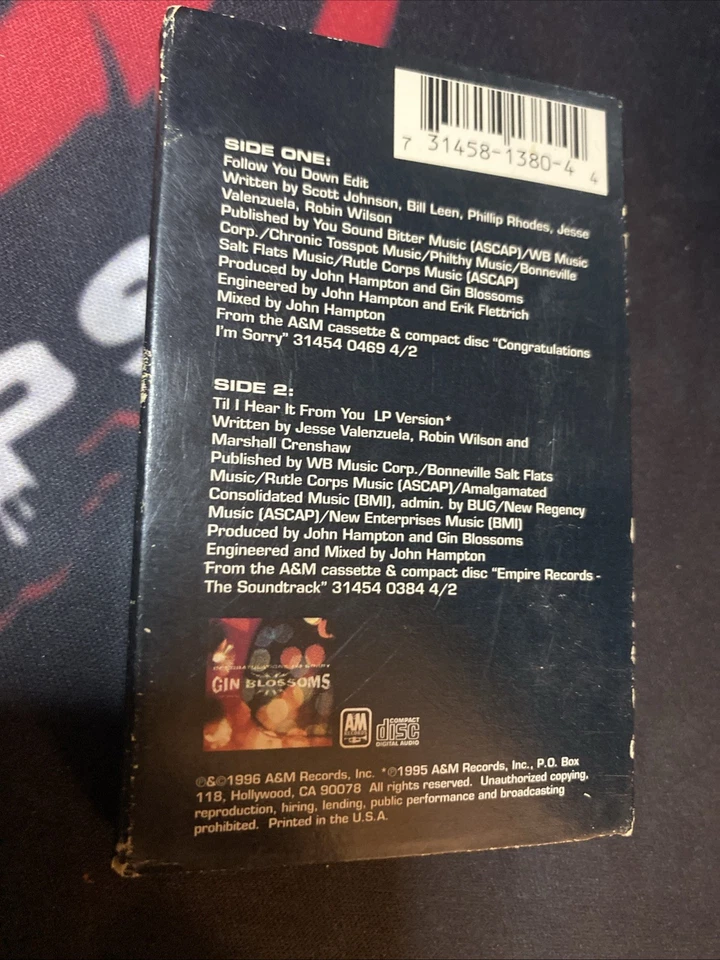 7 31458-1380-4 4
SIDE ONE:
Follow You Down Edit
Written by Scott Johnson, Bill Leen, Phillip Rhodes, Jesse
Valenzuela, Robin Wilson
Published by You Sound Bitter Music (ASCAP)/WB Music
Corp./Chronic Tosspot Music/Philthy Music/Bonneville
Salt Flats Music/Rutle Corps Music (ASCAP)
Produced by John Hampton and Gin Blossoms
Engineered by John Hampton and Erik Flettrich
Mixed by John Hampton
From the A&M cassette & compact disc "Congratulations
I'm Sorry" 31454 0469 4/2
SIDE 2:
Til I Hear It From You LP Version*
Written by Jesse Valenzuela, Robin Wilson and
Marshall Crenshaw
Published by WB Music Corp./Bonneville Salt Flats
Music/Rutle Corps Music (ASCAP)/Amalgamated
Consolidated Music (BMI), admin. by BUG/New Regency
Music (ASCAP)/New Enterprises Music (BMI)
Produced by John Hampton and Gin Blossoms
Engineered and Mixed by John Hampton
From the A&M cassette & compact disc "Empire Records -
The Soundtrack" 31454 0384 4/2
GIN BLOSSOMS
AM
RECORDS
COMPACT
disc
DIGITAL AUDIO
℗&©1996 A&M Records, Inc. *℗1995 A&M Records, Inc., P.O. Box
118, Hollywood, CA 90078 All rights reserved. Unauthorized copying,
reproduction, hiring, lending, public performance and broadcasting
prohibited. Printed in the U.S.A.